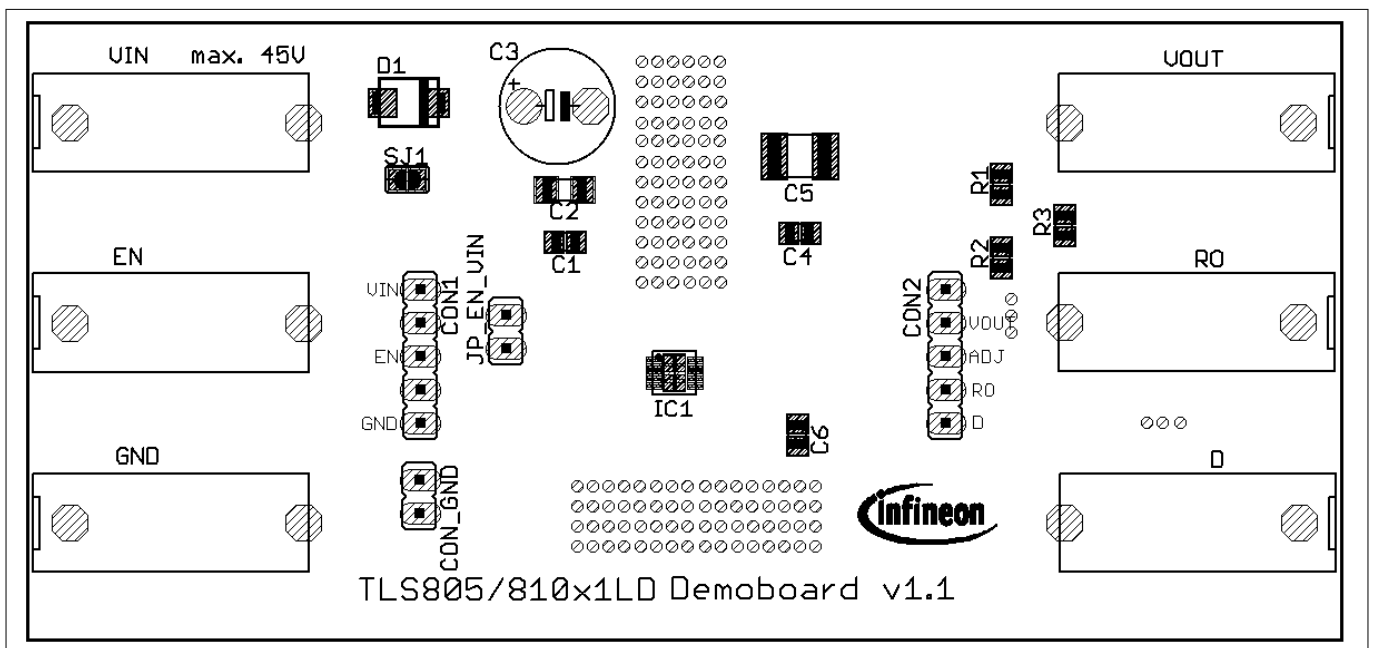 VIN max. 45V
D1
C3
+
VOUT
SJ1
C2
C1
C5
C4
R1
R2
R3
EN
RO
VIN
EN
GND
CON1
JP_EN_VIN
IC1
C6
CON2
VOUT
ADJ
RO
D
GND
CON_GND
infineon
D
TLS805/810x1LD Demoboard v1.1